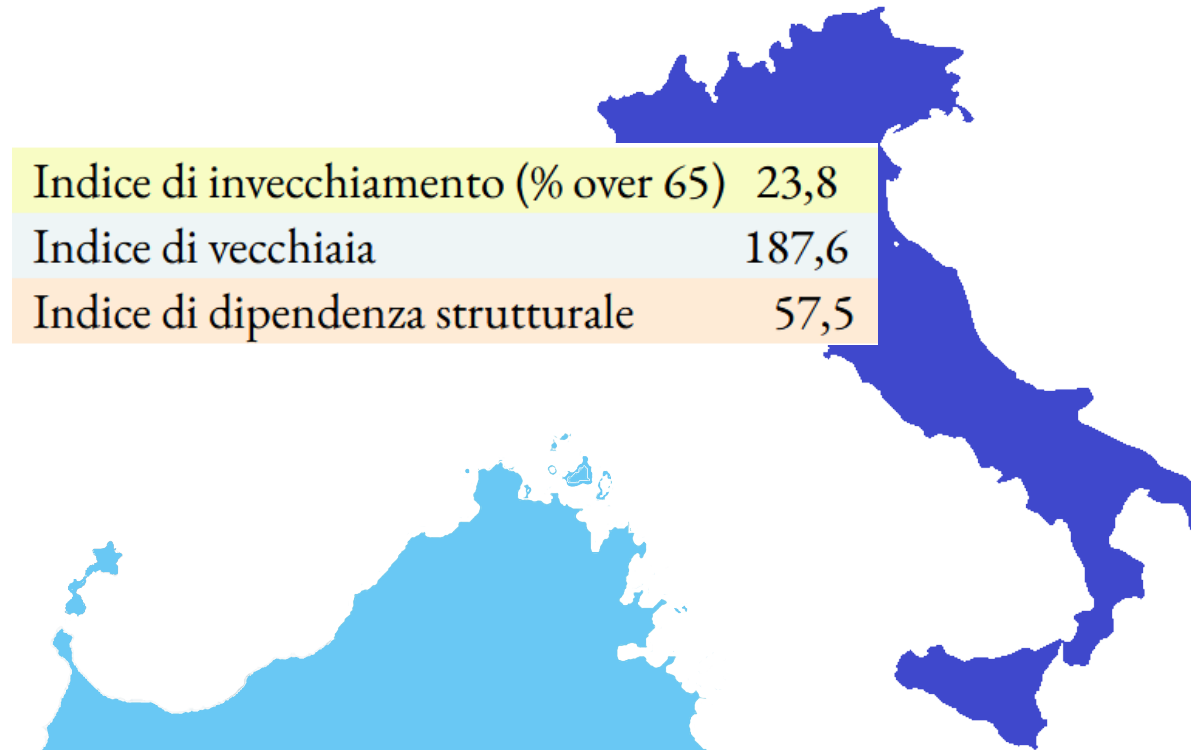 Indice di invecchiamento (% over 65) 23,8
Indice di vecchiaia 187,6
Indice di dipendenza strutturale 57,5